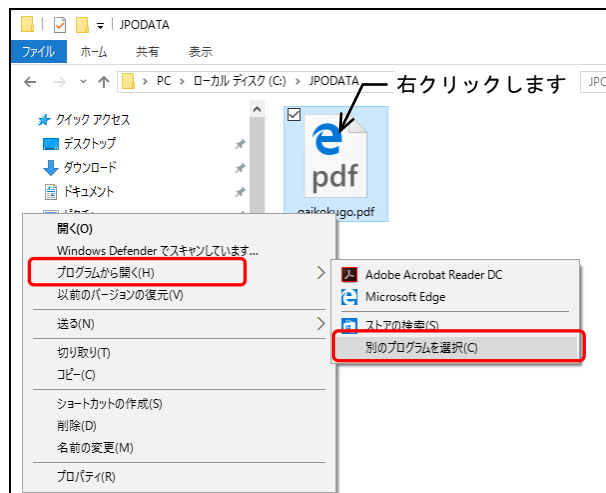 JPODATA
ファイル ホーム 共有 表示
PC › ローカル ディスク (C:) › JPODATA
右クリックします
JPO
クイック アクセス
デスクトップ
ダウンロード
ドキュメント
pdf
gaikokugo.pdf
開く(O)
Windows Defender でスキャンしています...
プログラムから開く(H)
以前のバージョンの復元(V)
送る(N)
切り取り(T)
コピー(C)
ショートカットの作成(S)
削除(D)
名前の変更(M)
プロパティ(R)
Adobe Acrobat Reader DC
Microsoft Edge
ストアの検索(S)
別のプログラムを選択(C)